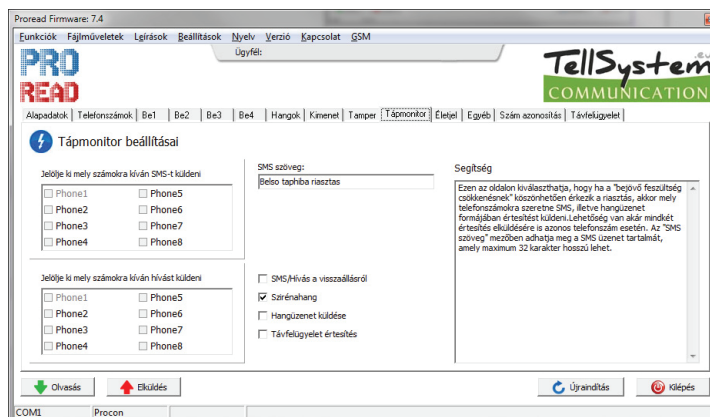 Proread Firmware: 7.4
Funkciók Fájlműveletek Lgírások Beállítások Nyelv Verzió Kapcsolat GSM
Ügyfél:
PRO
READ
TellSystem.eu
COMMUNICATION
Alapadatok Telefonszámok Be1 Be2 Be3 Be4 Hangok Kimenet Tamper Tápmonitor Életjel Egyéb Szám azonosítás Távfelügyelet
Tápmonitor beállításai
Jelölje ki mely számokra kíván SMS-t küldeni
Phone1 Phone5
Phone2 Phone6
Phone3 Phone7
Phone4 Phone8
Jelölje ki mely számokra kíván hívást küldeni
Phone1 Phone5
Phone2 Phone6
Phone3 Phone7
Phone4 Phone8
SMS szöveg:
Belso taphiba riasztas
SMS/Hívás a visszaállásról
Szirénahang
Hangüzenet küldése
Távfelügyelet értesítés
Segítség
Ezen az oldalon kiválaszthatja, hogy ha a "bejövő feszültség
csökkenésnek" köszönhetően érkezik a riasztás, akkor mely
telefonszámokra szeretne SMS, illetve hangüzenet
formájában értesítést küldeni.Lehetőség van akár mindkét
értesítés elküldésére is azonos telefonszám esetén. Az "SMS
szöveg" mezőben adhatja meg a SMS üzenet tartalmát,
amely maximum 32 karakter hosszú lehet.
Olvasás Elküldés Újraindítás Kilépés
COM1 Procon